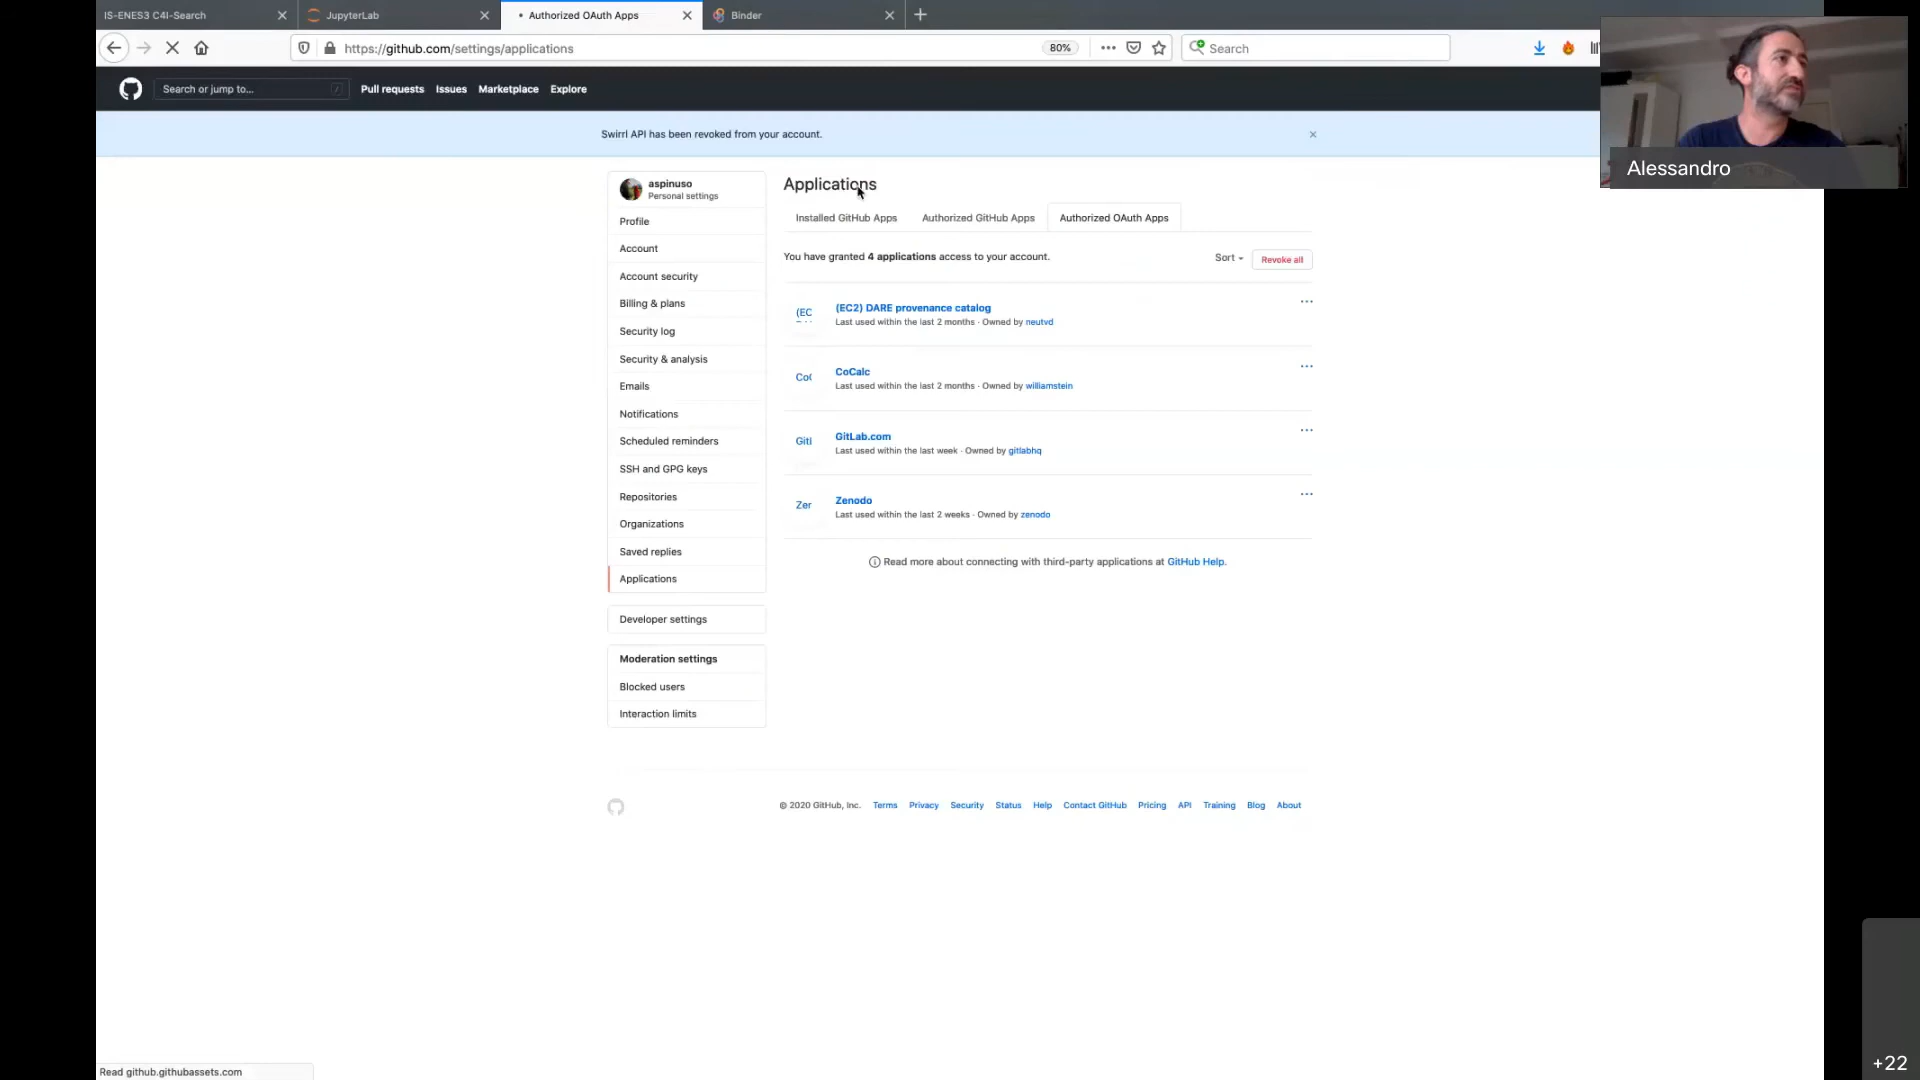 IS-ENES3 C4I-Search
JupyterLab
Authorized OAuth Apps
Binder
https://github.com/settings/applications
80%
Search
Search or jump to...
/
Pull requests
Issues
Marketplace
Explore
Swirrl API has been revoked from your account.
Alessandro
aspinuso
Personal settings
Profile
Account
Account security
Billing & plans
Security log
Security & analysis
Emails
Notifications
Scheduled reminders
SSH and GPG keys
Repositories
Organizations
Saved replies
Applications
Developer settings
Moderation settings
Blocked users
Interaction limits
Applications
Installed GitHub Apps
Authorized GitHub Apps
Authorized OAuth Apps
You have granted 4 applications access to your account.
Sort
Revoke all
(EC
(EC2) DARE provenance catalog
Last used within the last 2 months · Owned by neutvd
Co(
CoCalc
Last used within the last 2 months · Owned by williamstein
Gitl
GitLab.com
Last used within the last week · Owned by gitlabhq
Zer
Zenodo
Last used within the last 2 weeks · Owned by zenodo
Read more about connecting with third-party applications at GitHub Help.
© 2020 GitHub, Inc.
Terms
Privacy
Security
Status
Help
Contact GitHub
Pricing
API
Training
Blog
About
Read github.githubassets.com
+22